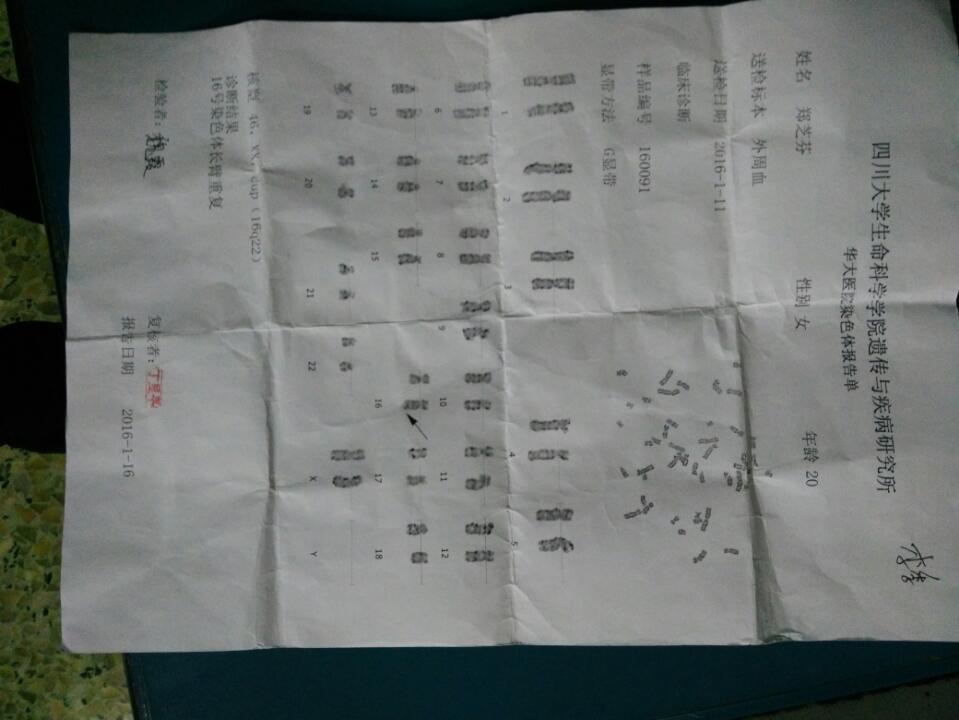 四川大学生命科学学院遗传与疾病研究所
华大医院染色体报告单
姓名 郑芝芬 性别 女 年龄 20
送检标本 外周血
送检日期 2016-1-11
临床诊断
样品编号 160091
显带方法 G显带
1 2 3 4 5
6 7 8 9 10 11 12
13 14 15 16 17 18
19 20 21 22 X Y
核型 46, XX, dup (16q22)
诊断结果
16号染色体长臂重复
检验者: 复核者:
报告日期 2016-1-16